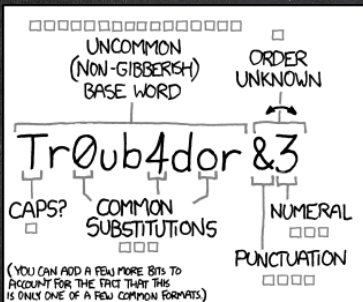 UNCOMMON
(NON-GIBBERISH)
BASE WORD
ORDER
UNKNOWN
Tr0ub4dor &3
CAPS?
COMMON
SUBSTITUTIONS
NUMERAL
PUNCTUATION
(YOU CAN ADD A FEW MORE BITS TO
ACCOUNT FOR THE FACT THAT THIS
IS ONLY ONE OF A FEW COMMON FORMATS.)